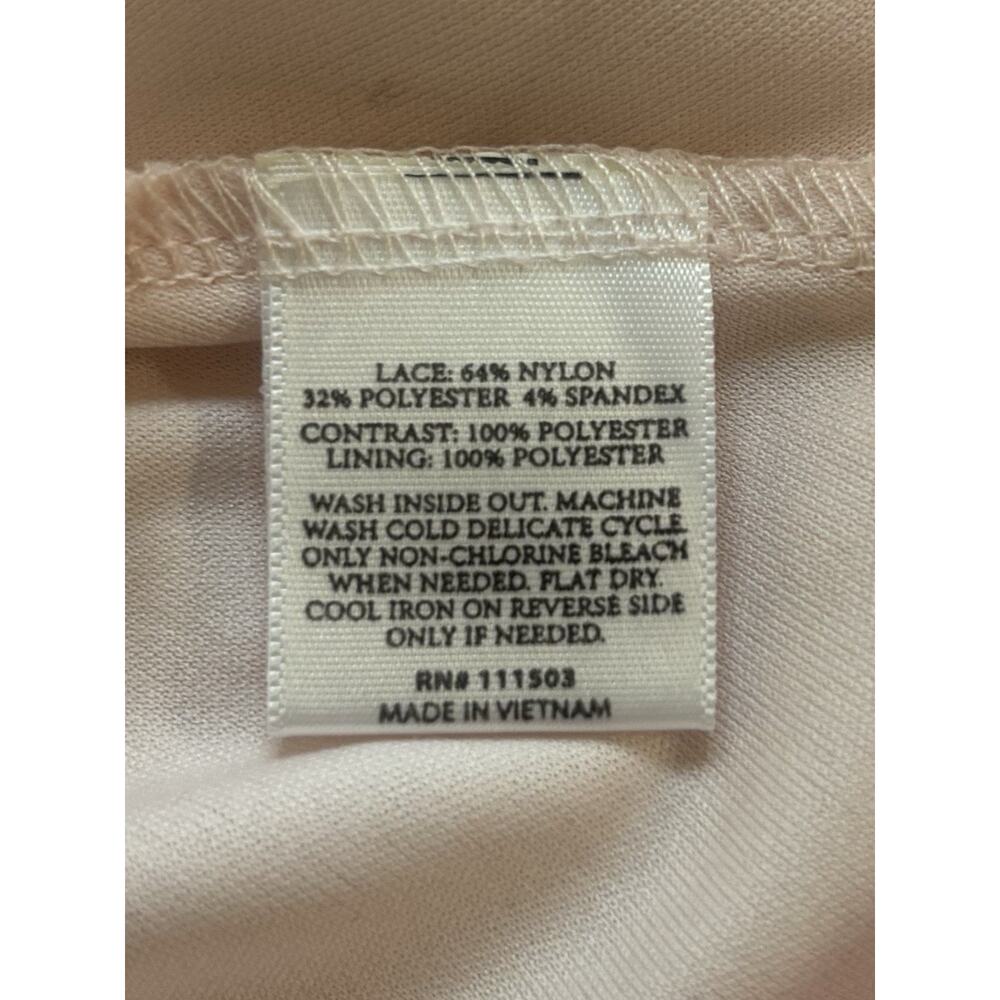 LACE: 64% NYLON
32% POLYESTER 4% SPANDEX
CONTRAST: 100% POLYESTER
LINING: 100% POLYESTER
WASH INSIDE OUT. MACHINE
WASH COLD DELICATE CYCLE
ONLY NON-CHLORINE BLEACH
WHEN NEEDED. FLAT DRY.
COOL IRON ON REVERSE SIDE
ONLY IF NEEDED.
RN# 111503
MADE IN VIETNAM